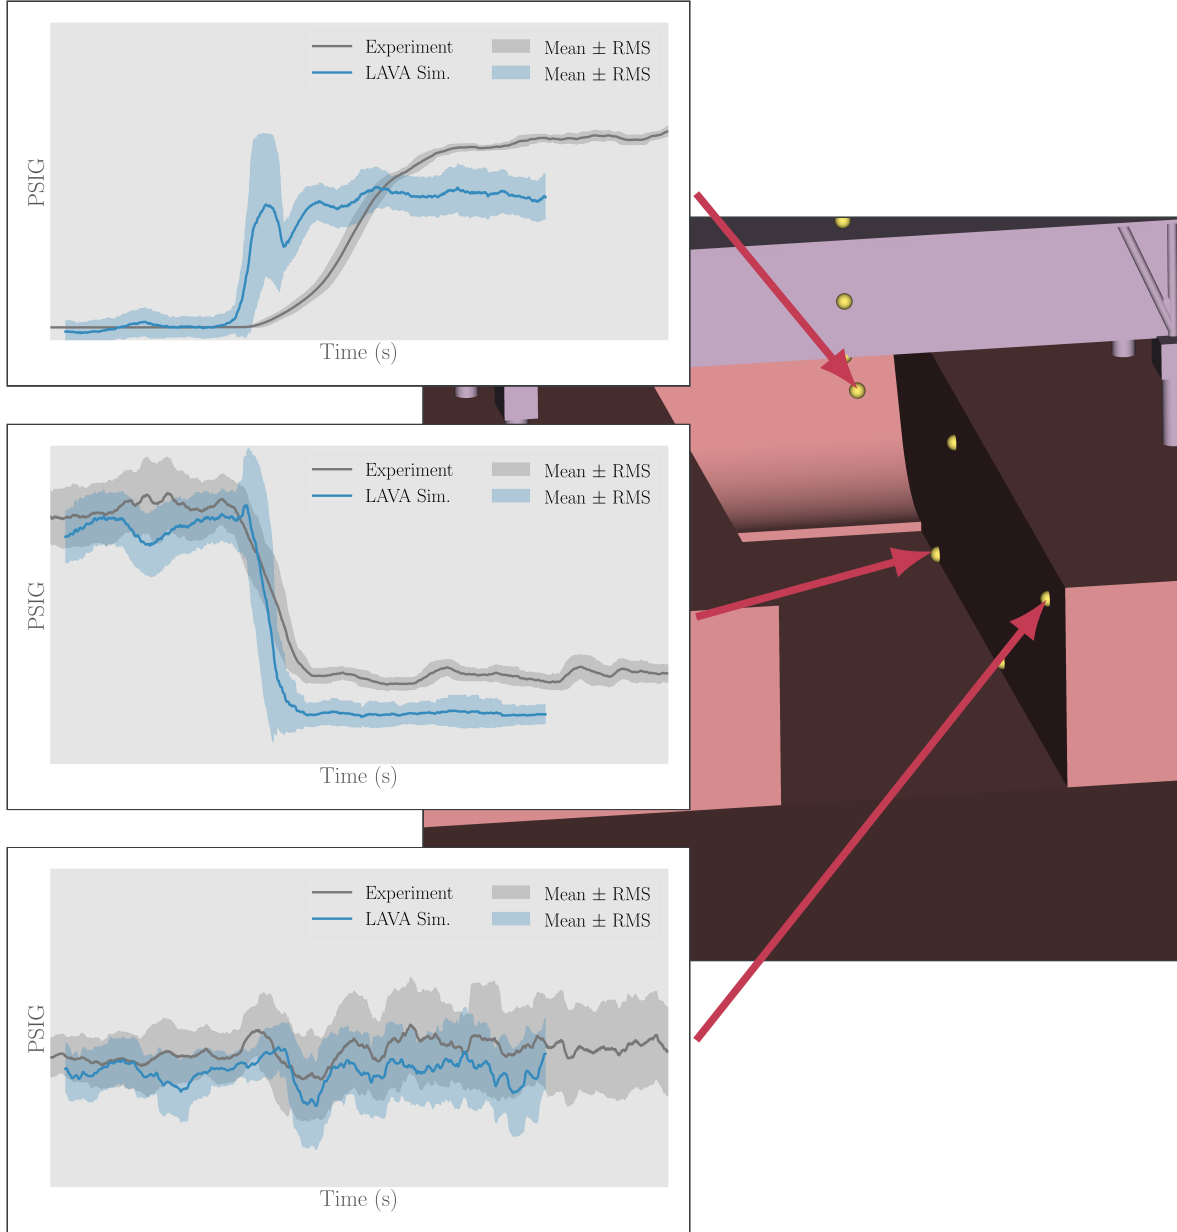 Experiment Mean ± RMS
LAVA Sim. Mean ± RMS
PSIG
Time (s)
Experiment Mean ± RMS
LAVA Sim. Mean ± RMS
PSIG
Time (s)
Experiment Mean ± RMS
LAVA Sim. Mean ± RMS
PSIG
Time (s)